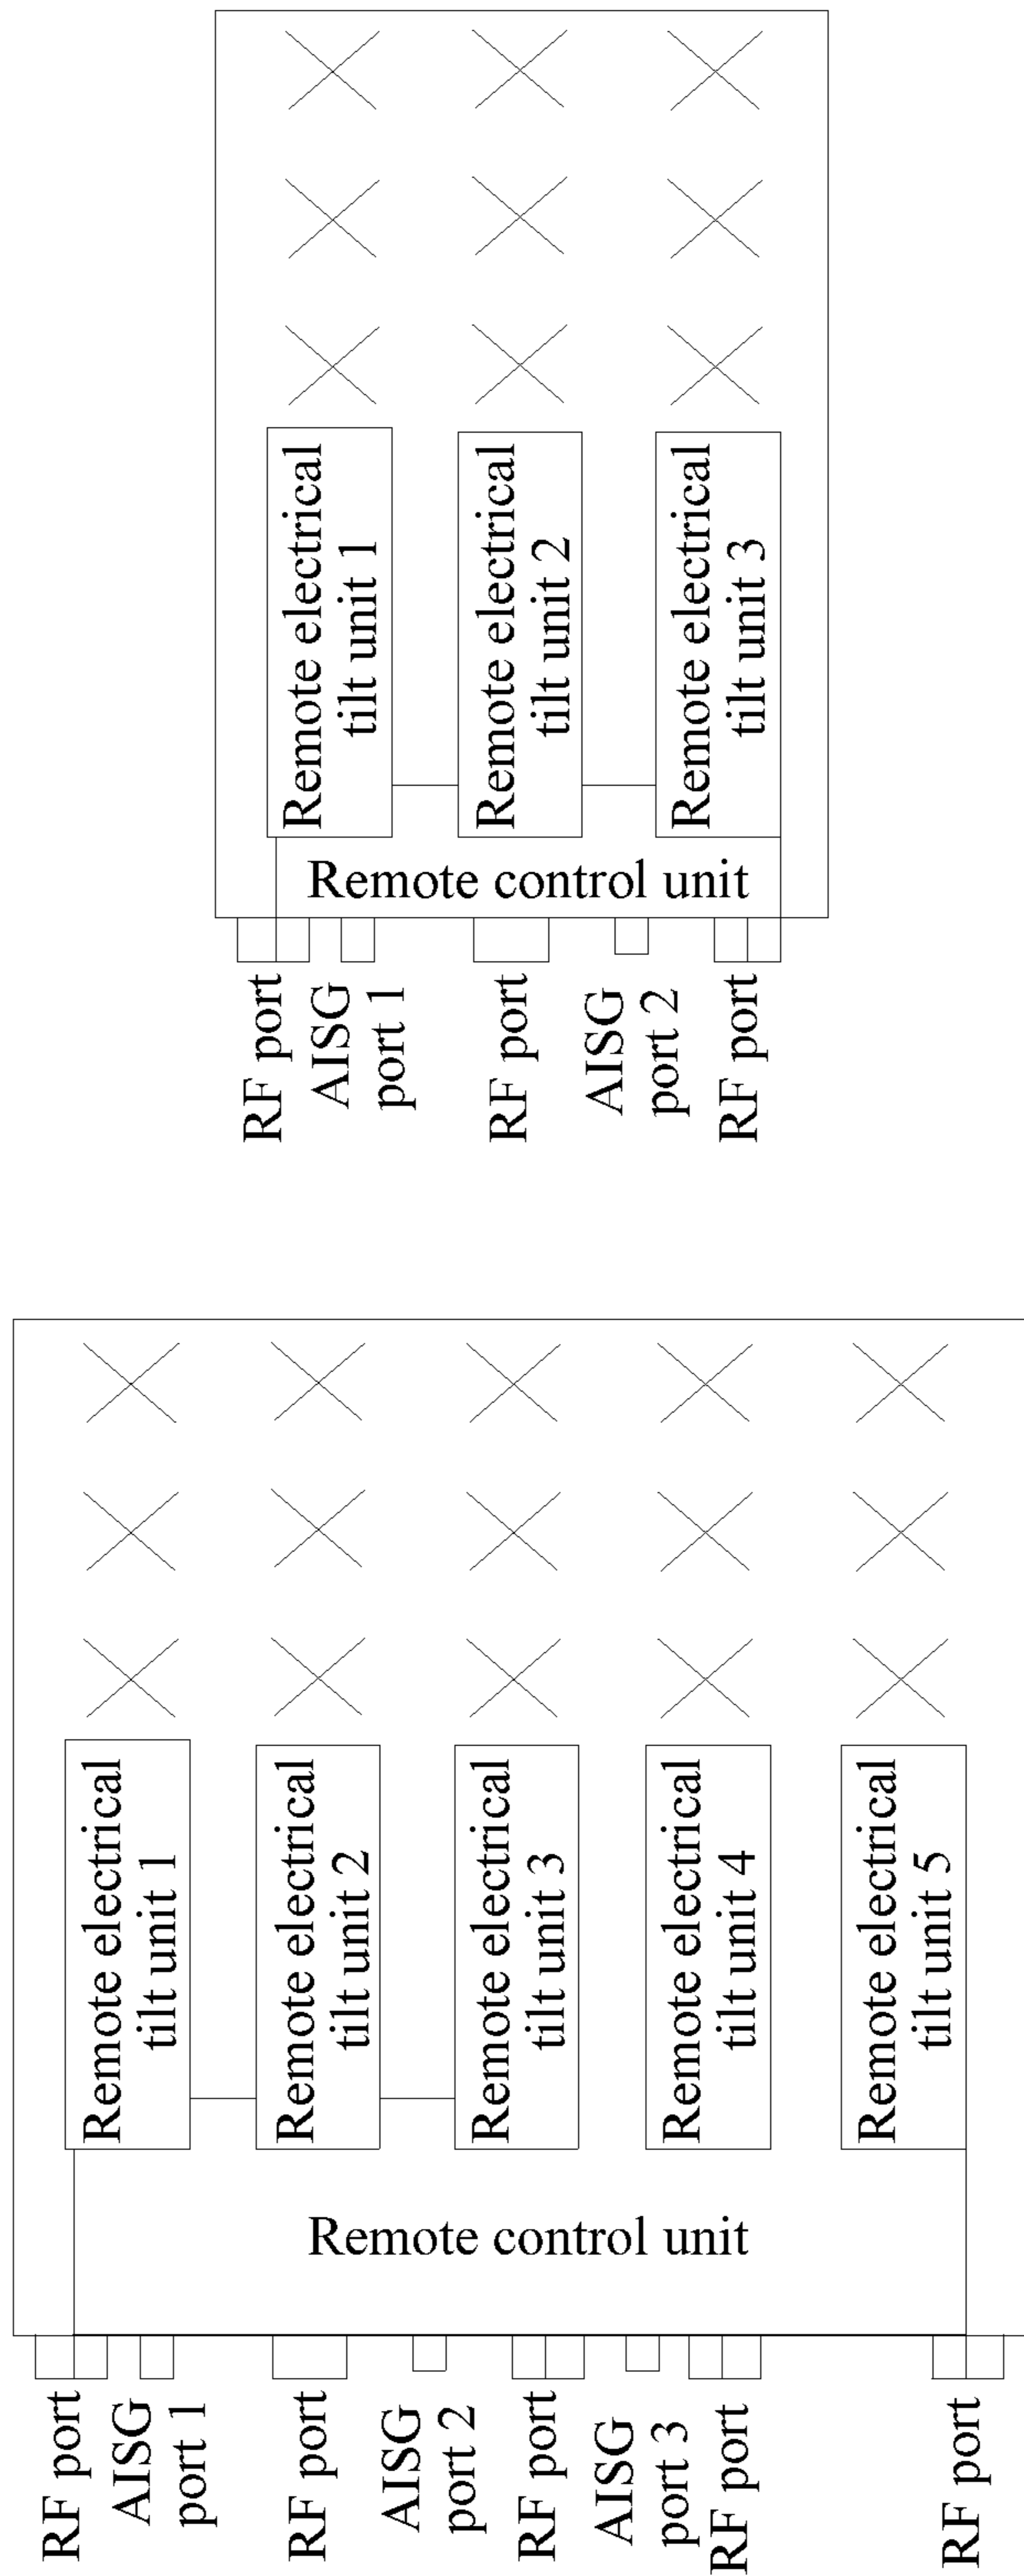 Remote electrical
tilt unit 1
Remote electrical
tilt unit 2
Remote electrical
tilt unit 3
Remote control unit
RF port
AISG
port 1
RF port
AISG
port 2
RF port
Remote electrical
tilt unit 1
Remote electrical
tilt unit 2
Remote electrical
tilt unit 3
Remote electrical
tilt unit 4
Remote electrical
tilt unit 5
Remote control unit
RF port
AISG
port 1
RF port
AISG
port 2
RF port
AISG
port 3
RF port
RF port